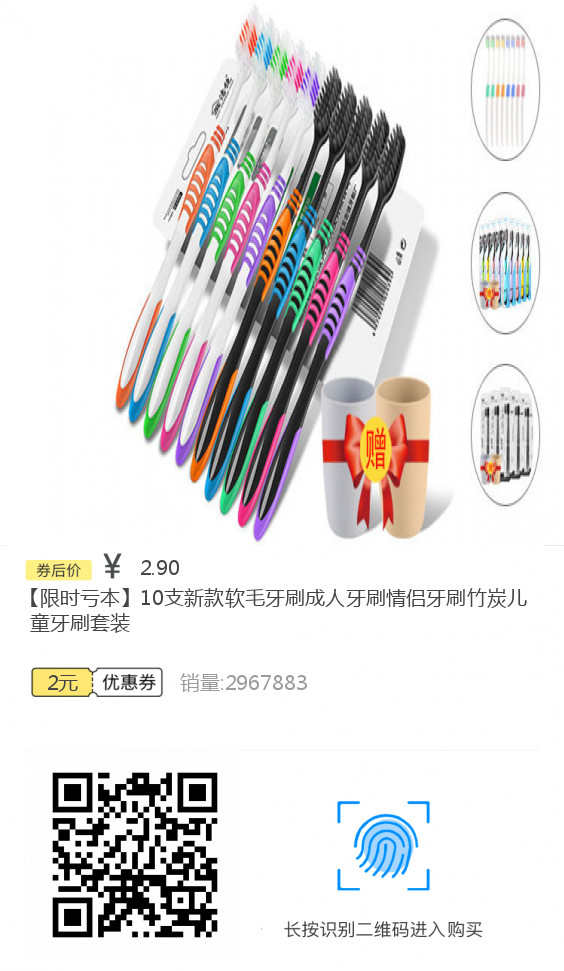 赠
券后价 ¥ 2.90
【限时亏本】10支新款软毛牙刷成人牙刷情侣牙刷竹炭儿
童牙刷套装
2元 优惠券 销量:2967883
长按识别二维码进入购买